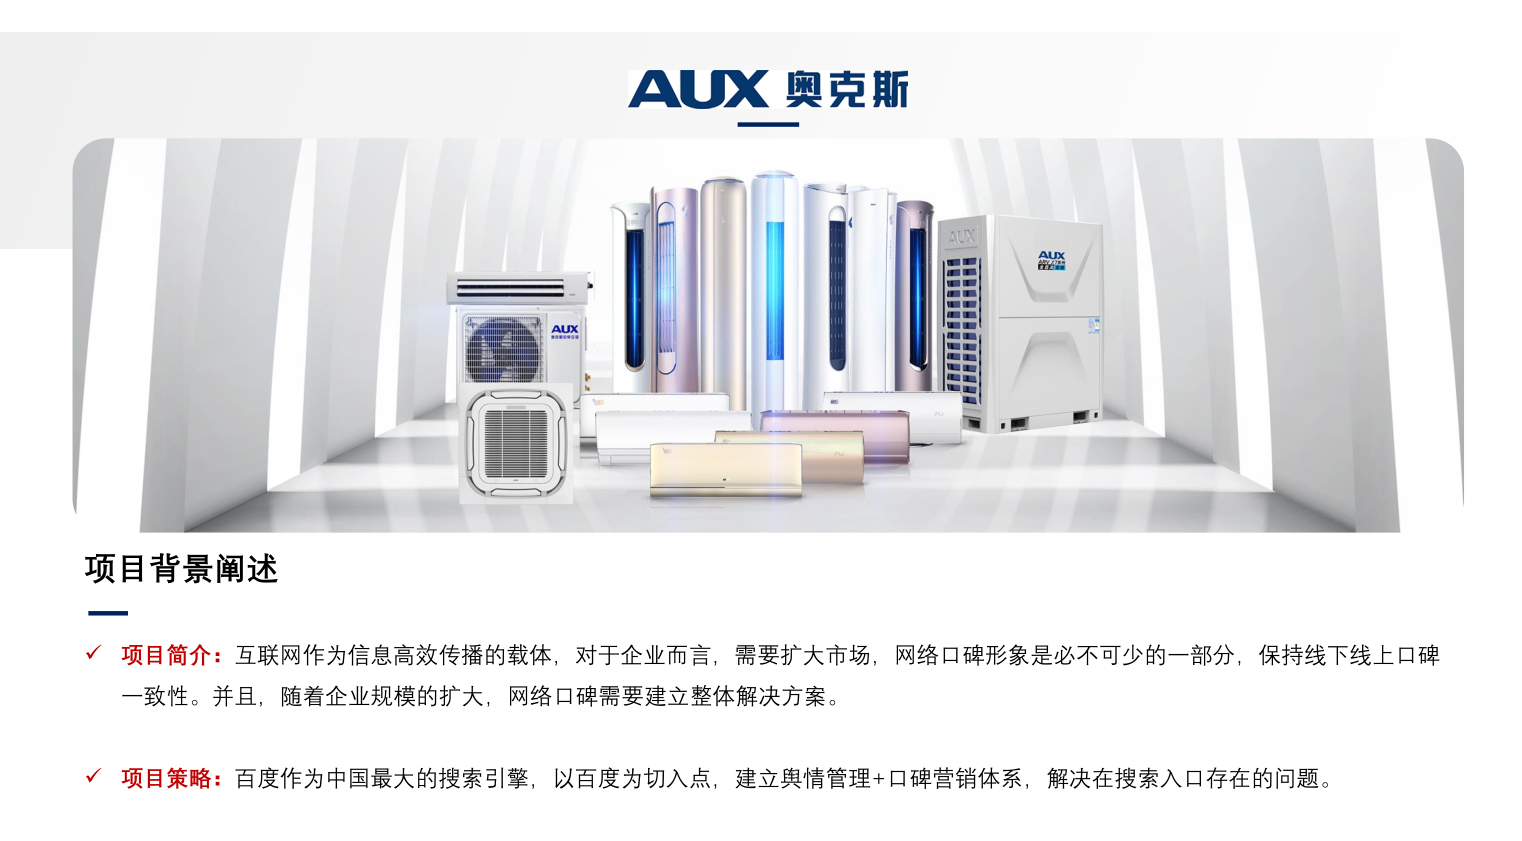 AUX 奥克斯
AUX
AUX
AUX
项目背景阐述
✓ 项目简介：互联网作为信息高效传播的载体，对于企业而言，需要扩大市场，网络口碑形象是必不可少的一部分，保持线下线上口碑
一致性。并且，随着企业规模的扩大，网络口碑需要建立整体解决方案。
✓ 项目策略：百度作为中国最大的搜索引擎，以百度为切入点，建立舆情管理+口碑营销体系，解决在搜索入口存在的问题。